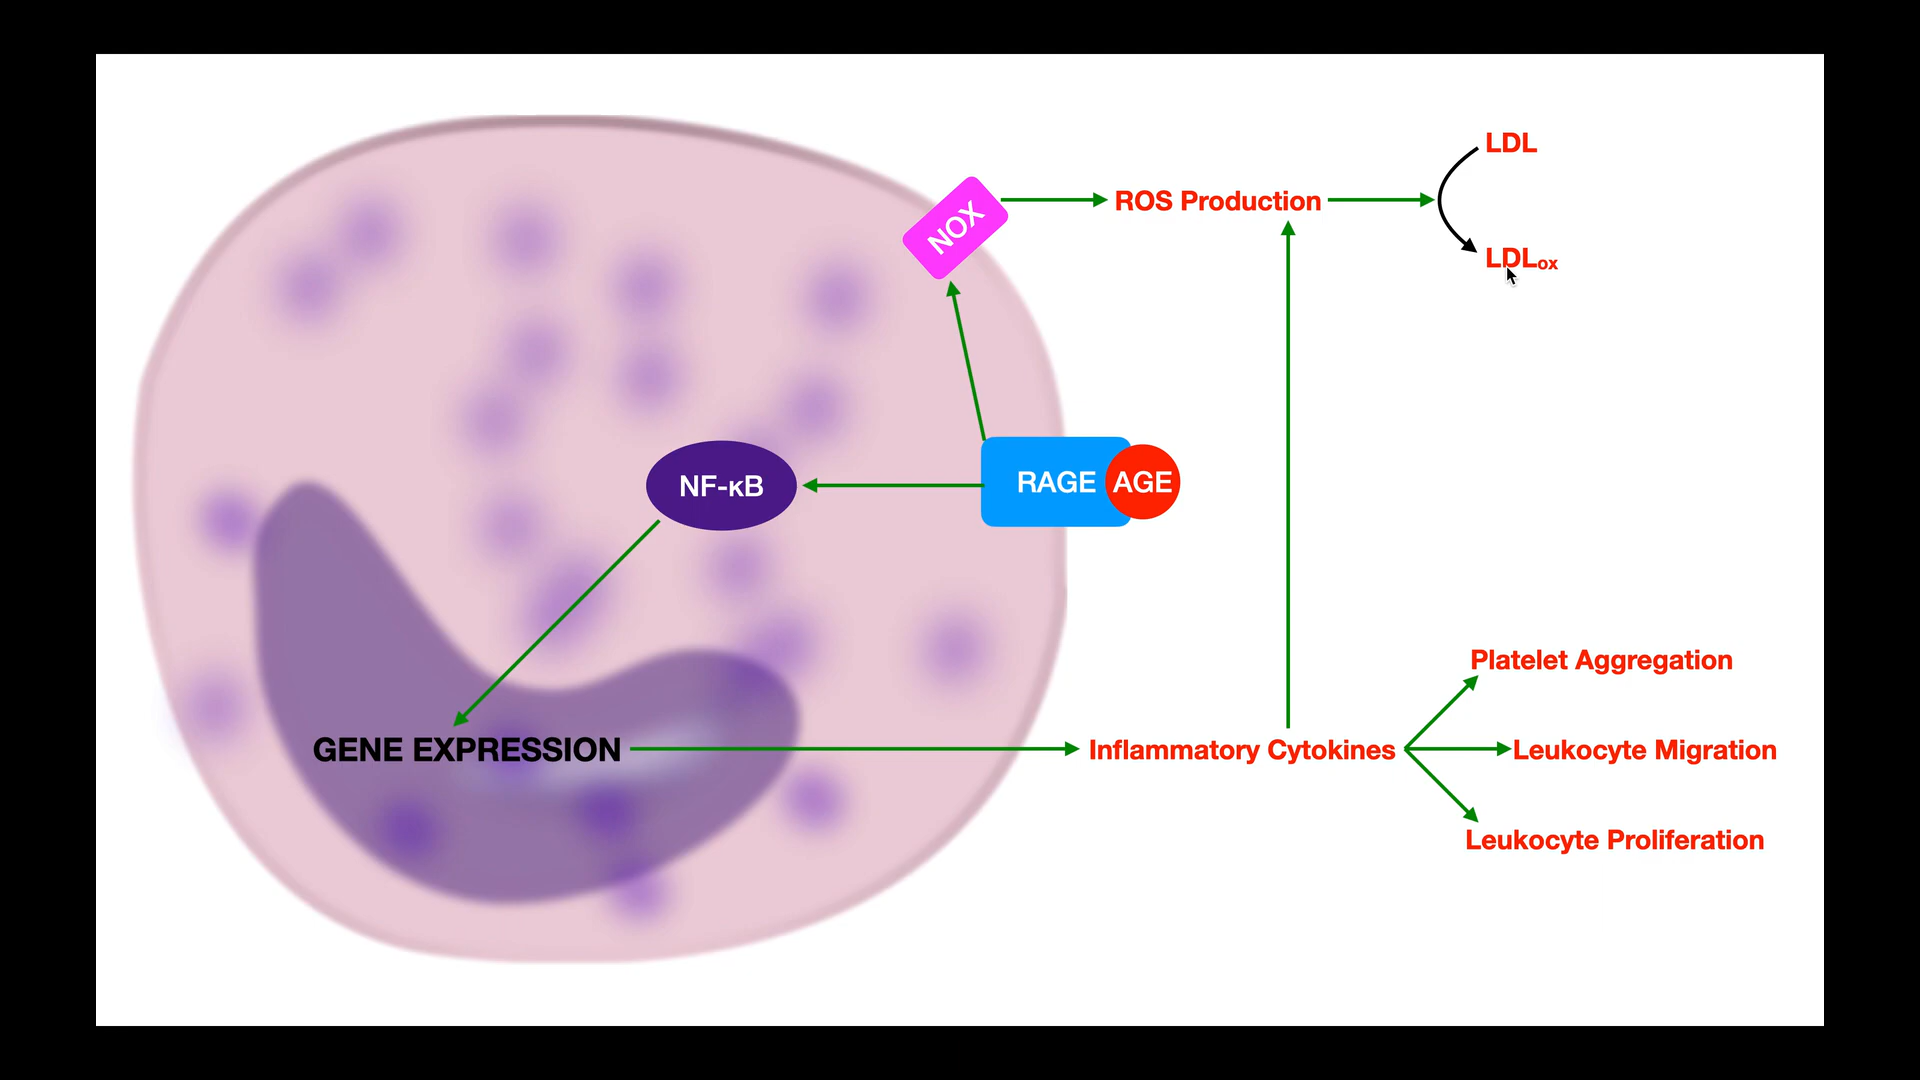 LDL
NOX
ROS Production
LDLox
NF-κB
RAGE
AGE
Platelet Aggregation
GENE EXPRESSION
Inflammatory Cytokines
Leukocyte Migration
Leukocyte Proliferation